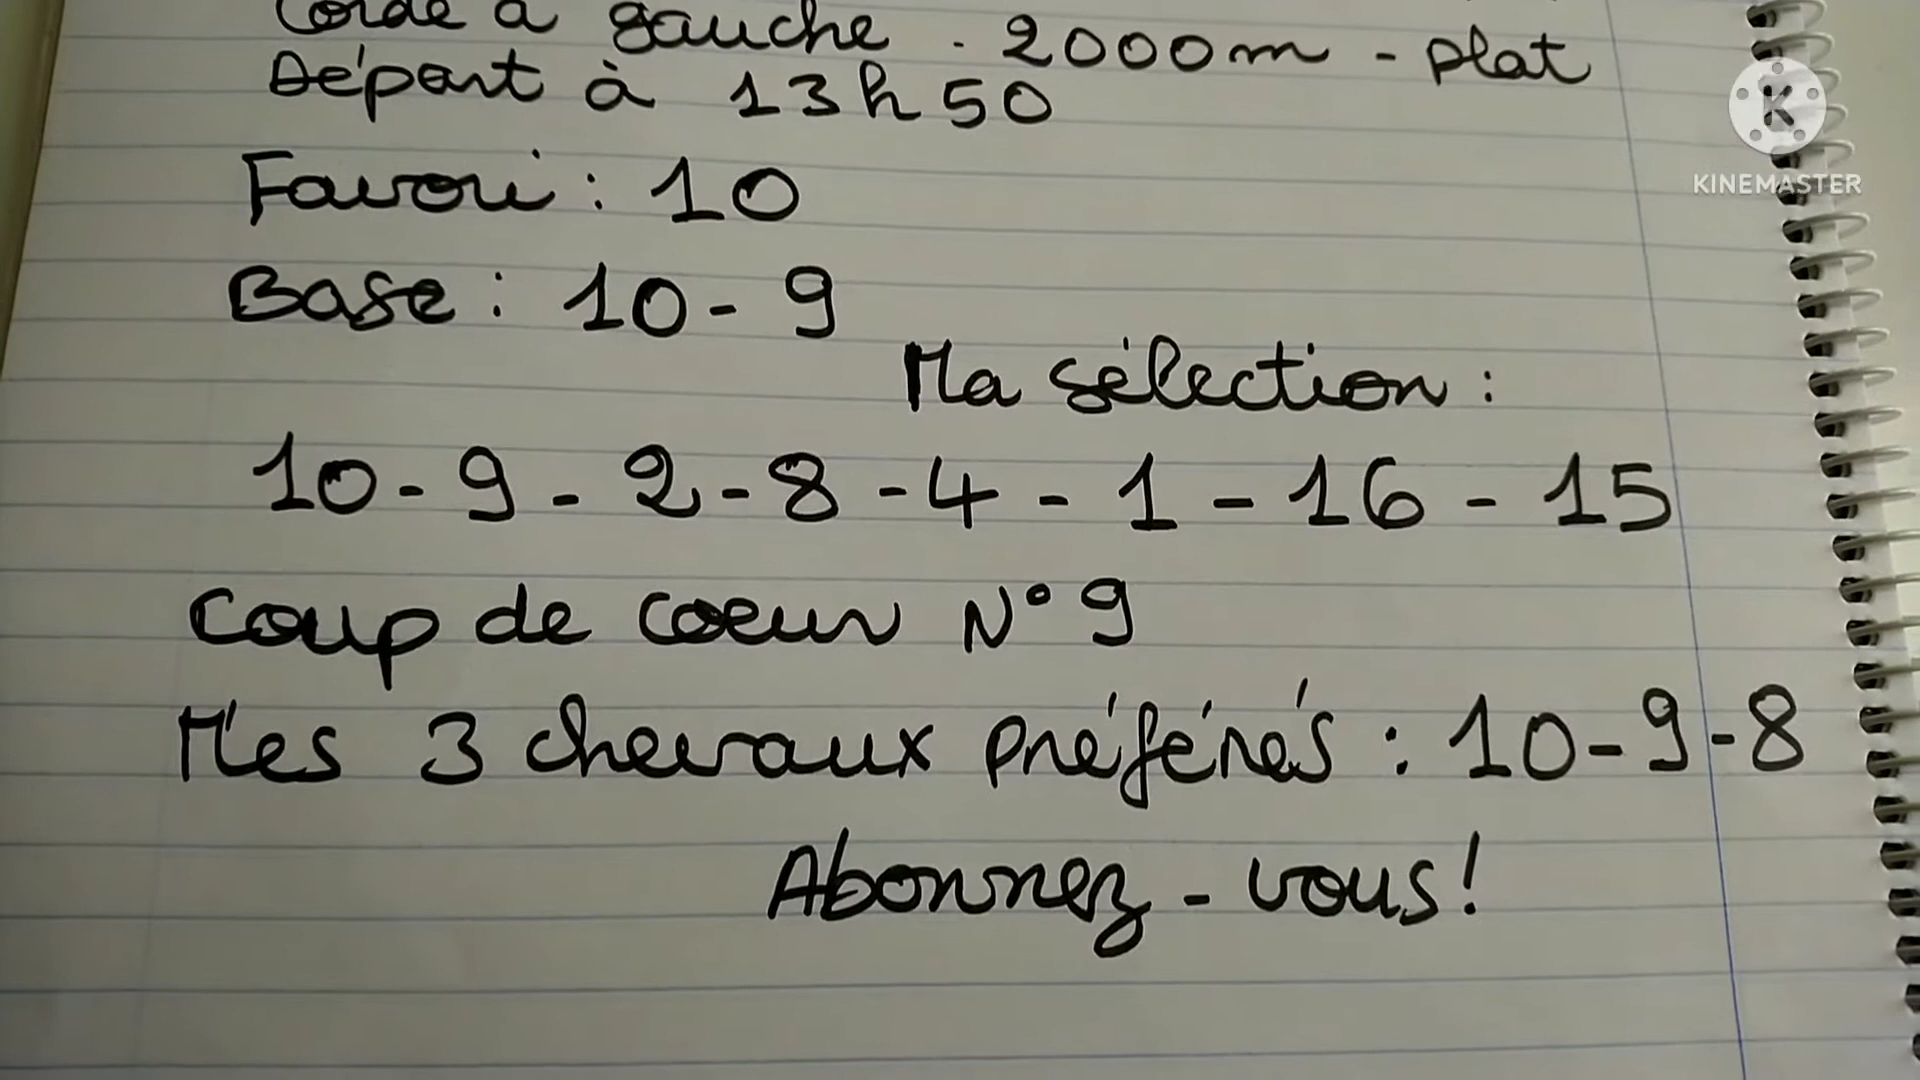 Corde à gauche . 2000m - plat
Départ à 13h50
Favori : 10
Base : 10 - 9
Ma sélection :
10 - 9 - 2 - 8 - 4 - 1 - 16 - 15
Coup de coeur N° 9
Mes 3 chevaux préférés : 10 - 9 - 8
Abonnez - vous !
K
KINEMASTER